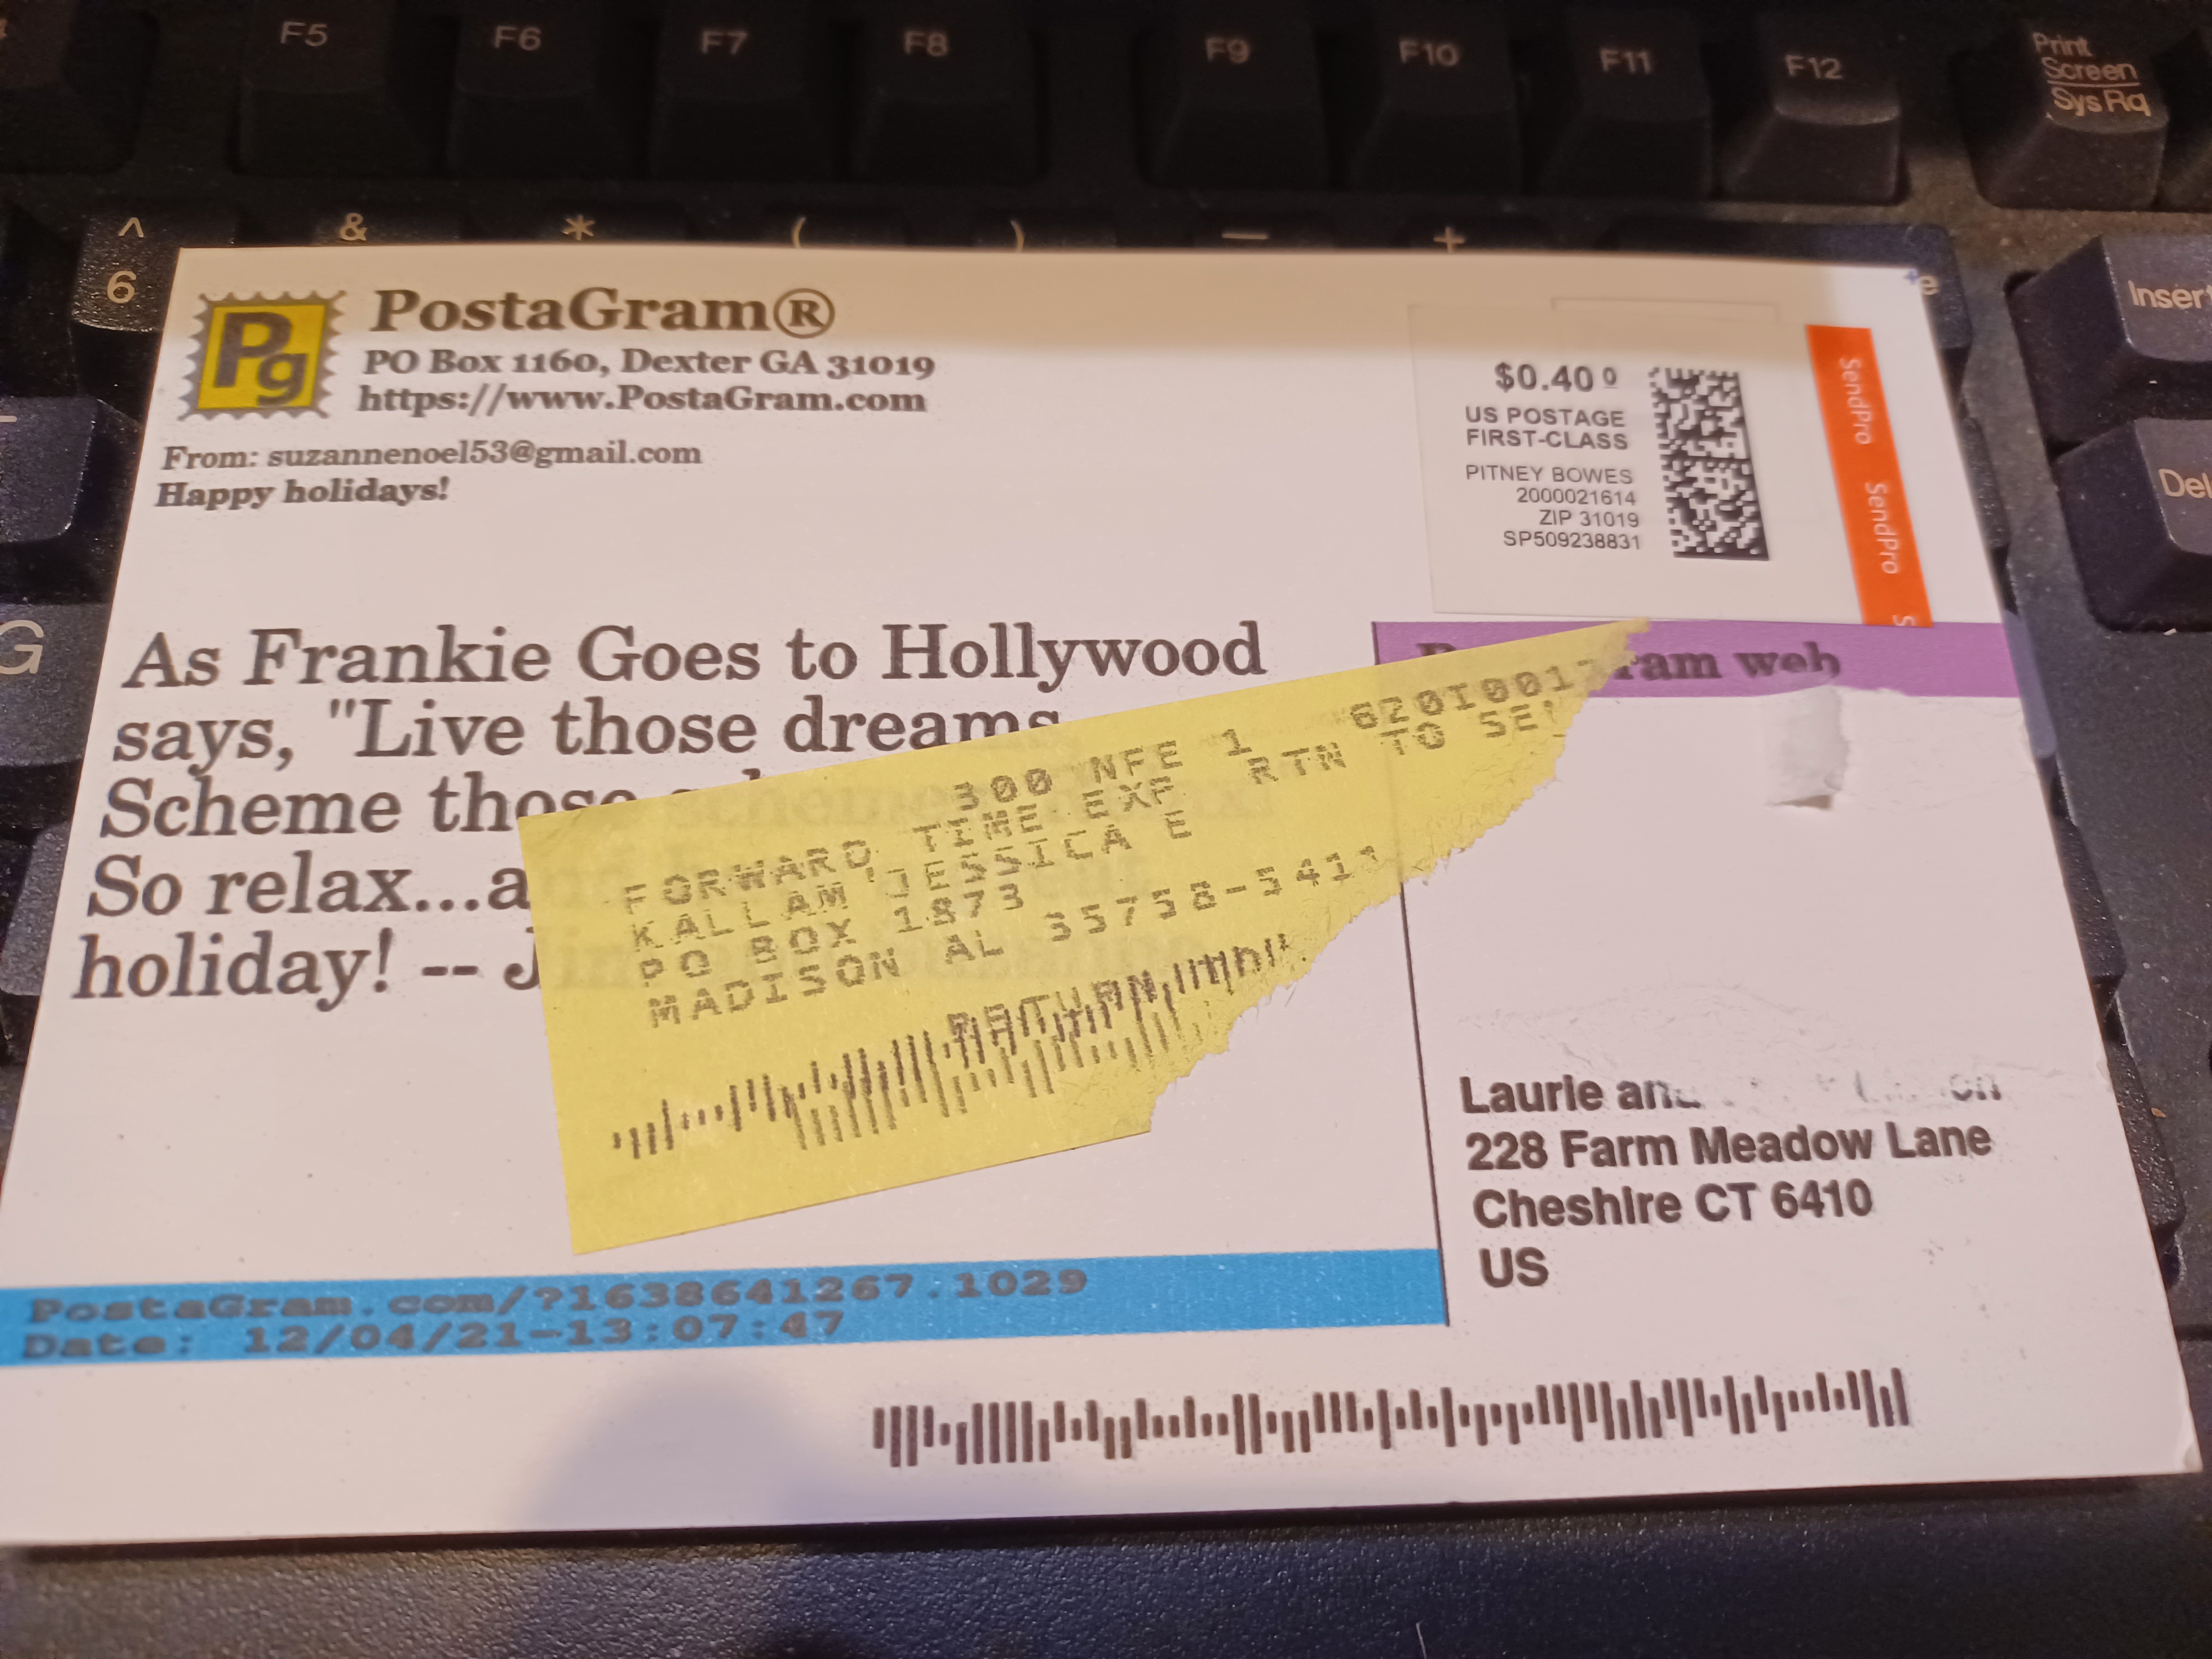 F5 F6 F7 F8 F9 F10 F11 F12 Print
Screen
Sys Rq
^ & * ( ) — +
6
Insert
G
Pg PostaGram®
PO Box 1160, Dexter GA 31019
https://www.PostaGram.com
From: suzannenoel53@gmail.com
Happy holidays!
$0.40 0
US POSTAGE
FIRST-CLASS
PITNEY BOWES
2000021614
ZIP 31019
SP509238831
SendPro SendPro S
As Frankie Goes to Hollywood
says, "Live those dreams,
Scheme those
So relax...a
holiday! -- J
300 NFE 1
FORWARD TIME EXP RTN TO
KALLAM'JESSICA E
PO BOX 1873
MADISON AL 35758-541
RETURN
web
Laurie
228 Farm Meadow Lane
Cheshire CT 6410
US
PostaGram.com/?1638641267.1029
Date: 12/04/21-13:07:47